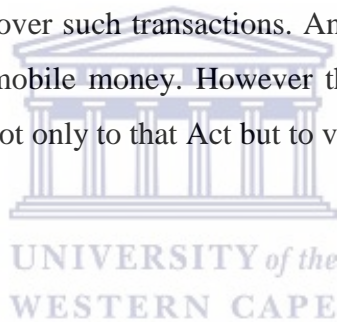 over such transactions. An
mobile money. However th
ot only to that Act but to v
UNIVERSITY of the
WESTERN CAPE